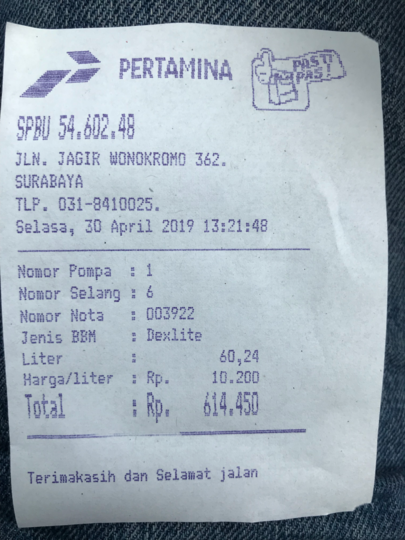 PERTAMINA
PASTI
PAS!
SPBU 54.602.48
JLN. JAGIR WONOKROMO 362.
SURABAYA
TLP. 031-8410025.
Selasa, 30 April 2019 13:21:48
Nomor Pompa : 1
Nomor Selang : 6
Nomor Nota : 003922
Jenis BBM : Dexlite
Liter : 60,24
Harga/liter : Rp. 10.200
Total : Rp. 614.450
Terimakasih dan Selamat jalan